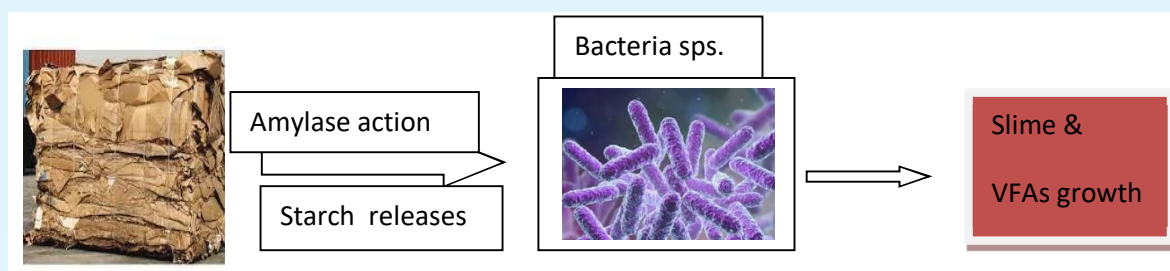 Bacteria sps.
Amylase action
Starch releases
Slime &
VFAs growth